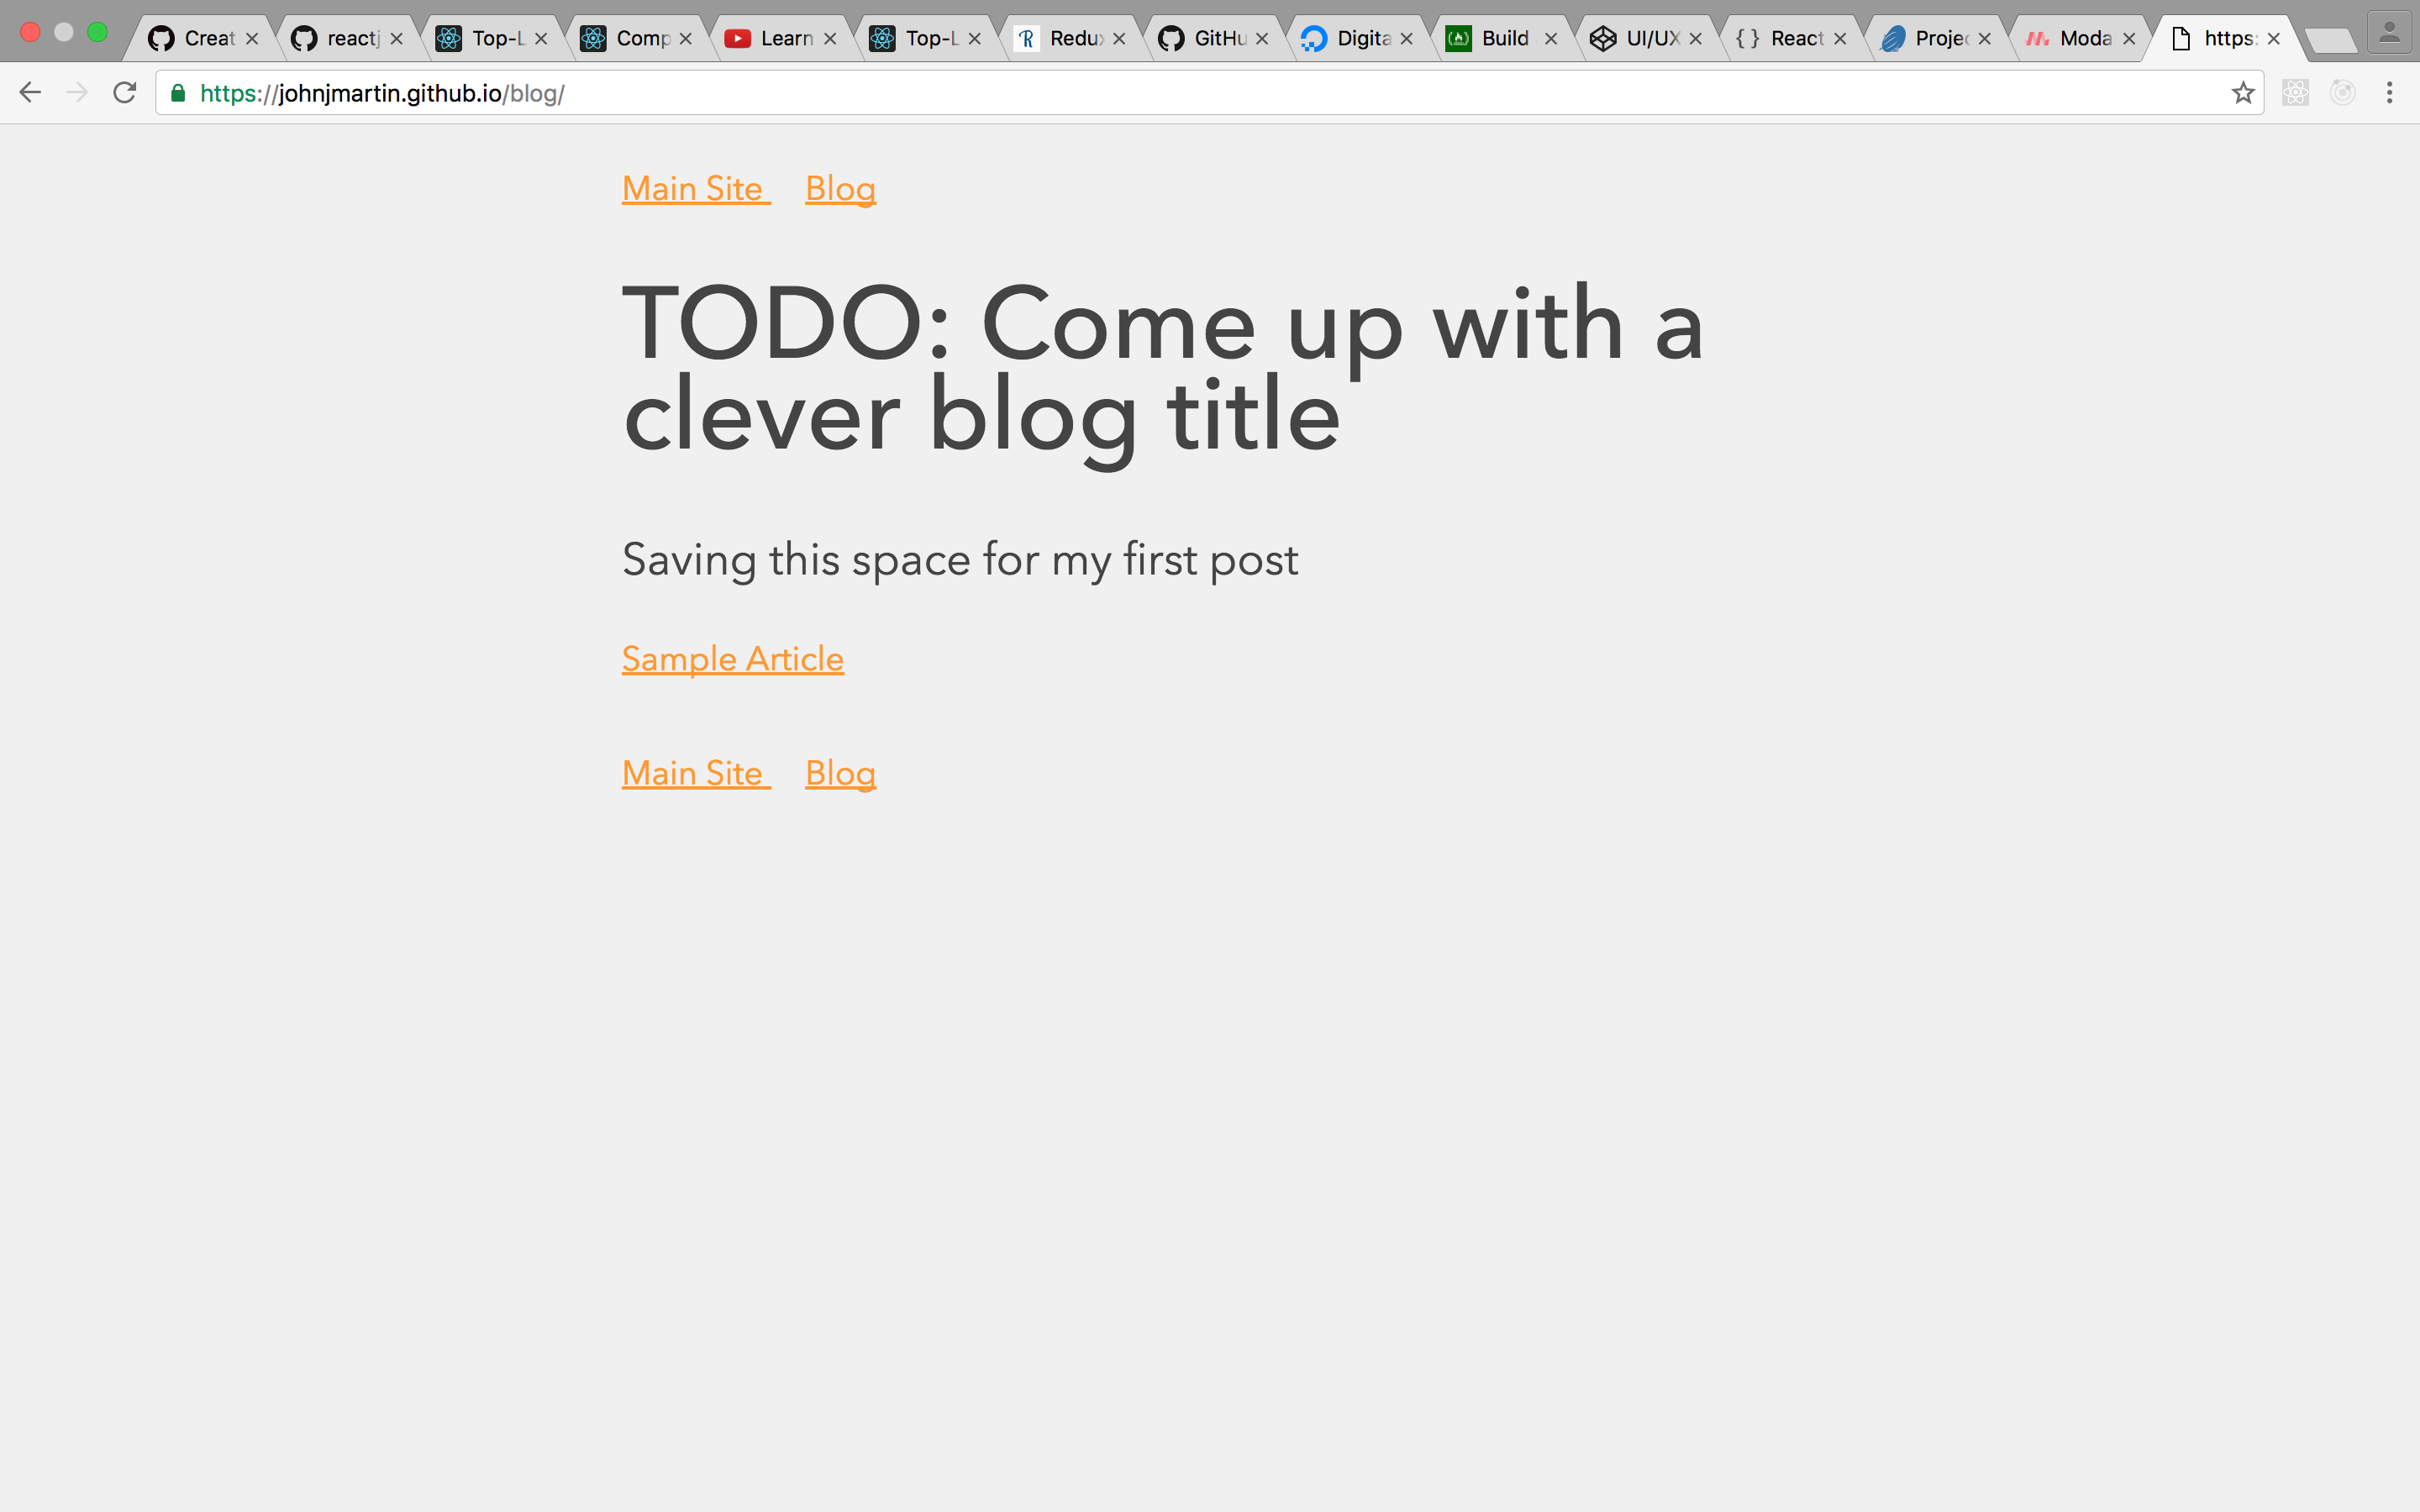 Creat reactj Top-L Comp Learn Top-L Redux GitHu Digita Build UI/UX { } React Projec Moda https:
https://johnjmartin.github.io/blog/
Main Site Blog
TODO: Come up with a
clever blog title
Saving this space for my first post
Sample Article
Main Site Blog